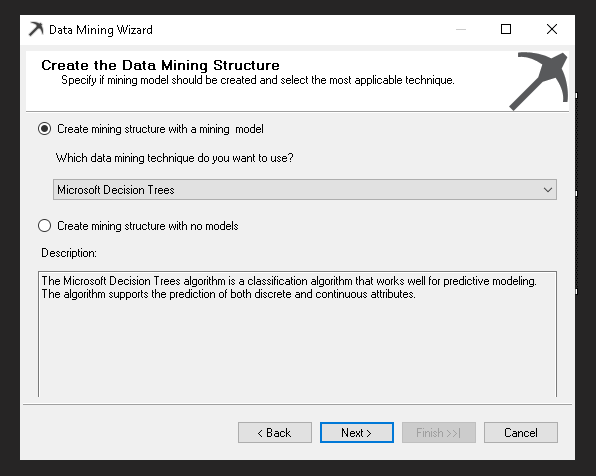 Data Mining Wizard
Create the Data Mining Structure
Specify if mining model should be created and select the most applicable technique.
Create mining structure with a mining model
Which data mining technique do you want to use?
Microsoft Decision Trees
Create mining structure with no models
Description:
The Microsoft Decision Trees algorithm is a classification algorithm that works well for predictive modeling.
The algorithm supports the prediction of both discrete and continuous attributes.
< Back Next > Finish >>| Cancel